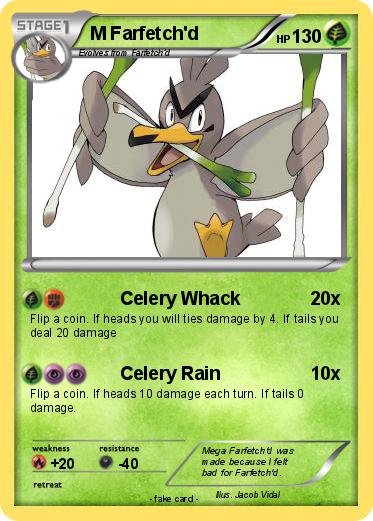 STAGE1
M Farfetch'd
HP 130
Evolves from Farfetch'd
Celery Whack 20x
Flip a coin. If heads you will ties damage by 4. If tails you
deal 20 damage
Celery Rain 10x
Flip a coin. If heads 10 damage each turn. If tails 0
damage.
weakness resistance
+20 -40
retreat
Mega Farfetch'd was
made because I felt
bad for Farfetch'd.
- fake card -
Illus. Jacob Vidal